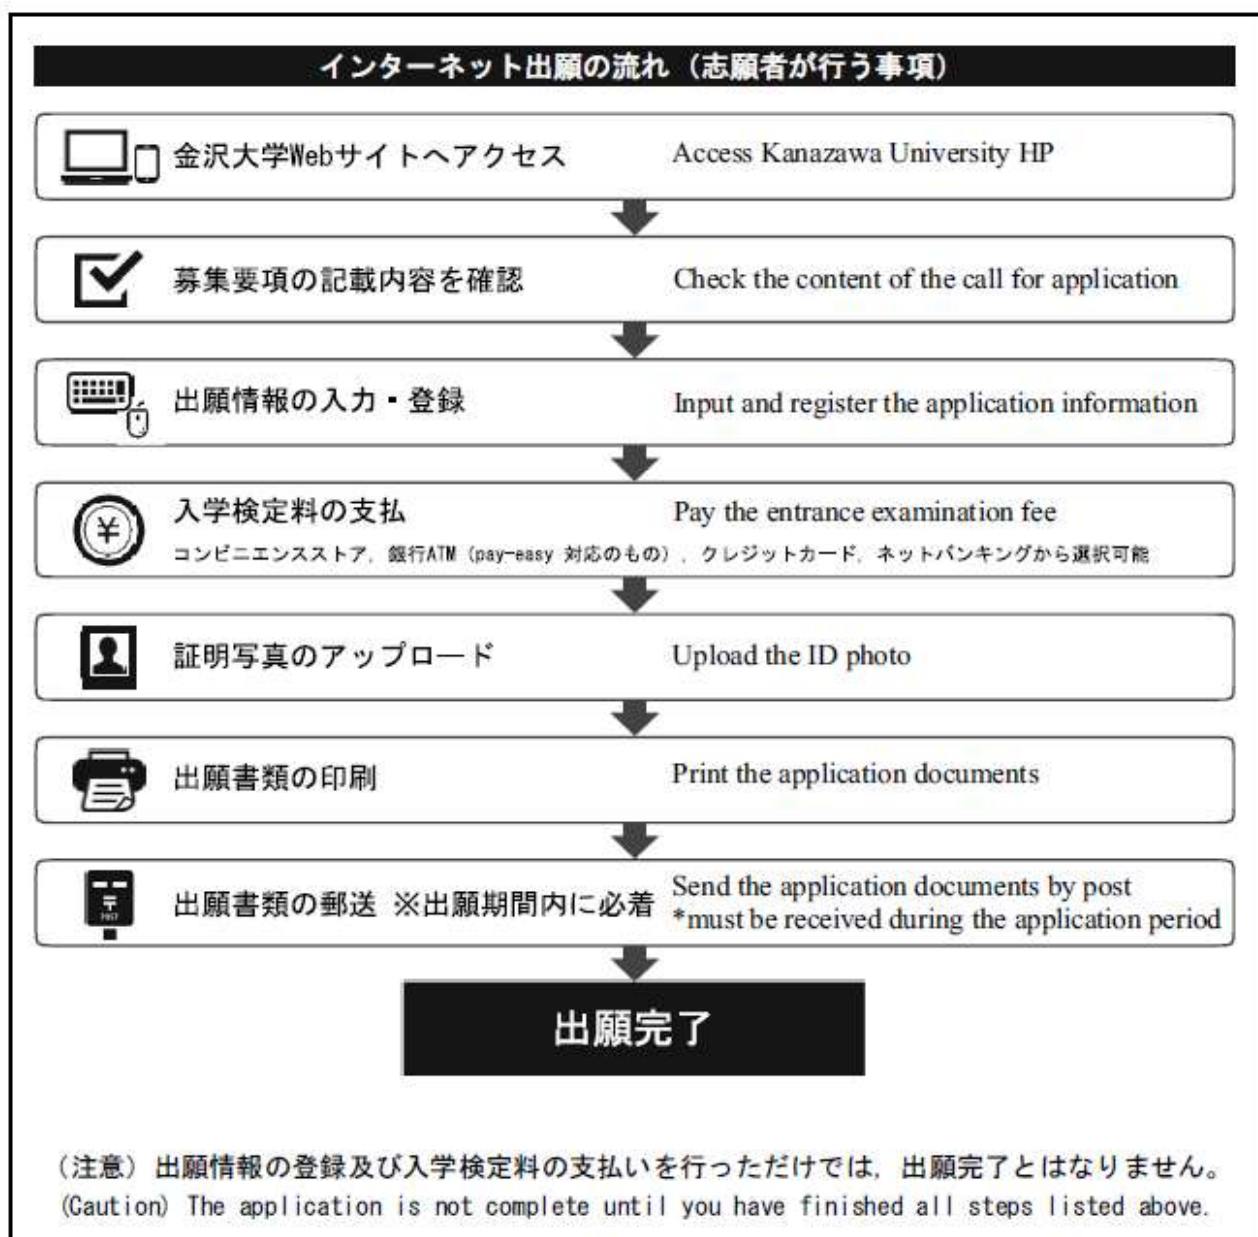 インターネット出願の流れ（志願者が行う事項）
金沢大学Webサイトへアクセス Access Kanazawa University HP
募集要項の記載内容を確認 Check the content of the call for application
出願情報の入力・登録 Input and register the application information
¥
入学検定料の支払 Pay the entrance examination fee
コンビニエンスストア，銀行ATM（pay-easy 対応のもの），クレジットカード，ネットバンキングから選択可能
証明写真のアップロード Upload the ID photo
出願書類の印刷 Print the application documents
〒
POST
出願書類の郵送 ※出願期間内に必着 Send the application documents by post
*must be received during the application period
出願完了
（注意）出願情報の登録及び入学検定料の支払いを行っただけでは，出願完了とはなりません。
(Caution) The application is not complete until you have finished all steps listed above.